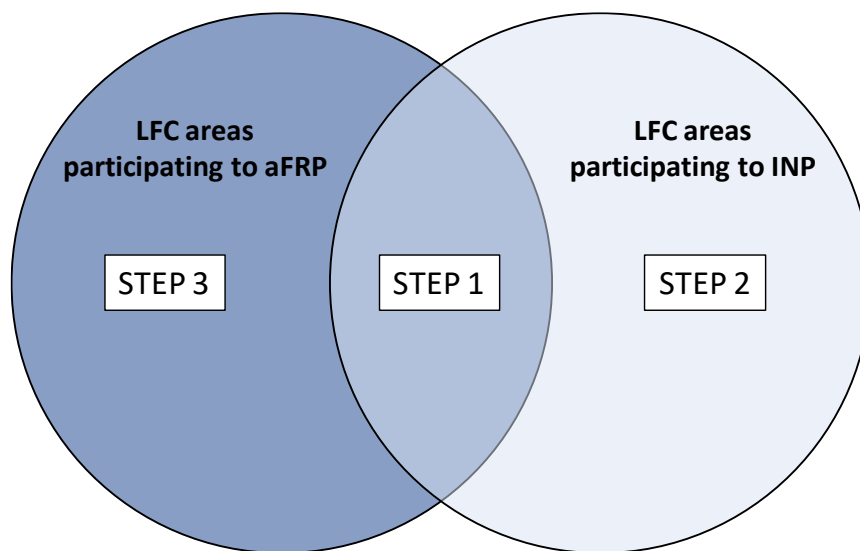 LFC areas
participating to aFRP
LFC areas
participating to INP
STEP 3
STEP 1
STEP 2